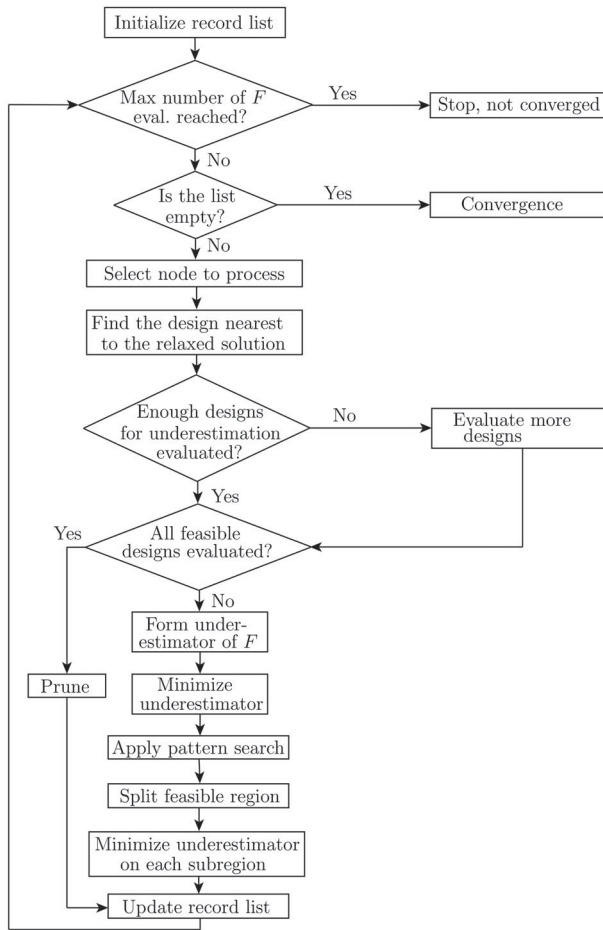 Initialize record list
Max number of F
eval. reached?
Yes
Stop, not converged
No
Is the list
empty?
Yes
Convergence
No
Select node to process
Find the design nearest
to the relaxed solution
Enough designs
for underestimation
evaluated?
No
Evaluate more
designs
Yes
Yes
All feasible
designs evaluated?
No
Form under-
estimator of F
Prune
Minimize
underestimator
Apply pattern search
Split feasible region
Minimize underestimator
on each subregion
Update record list